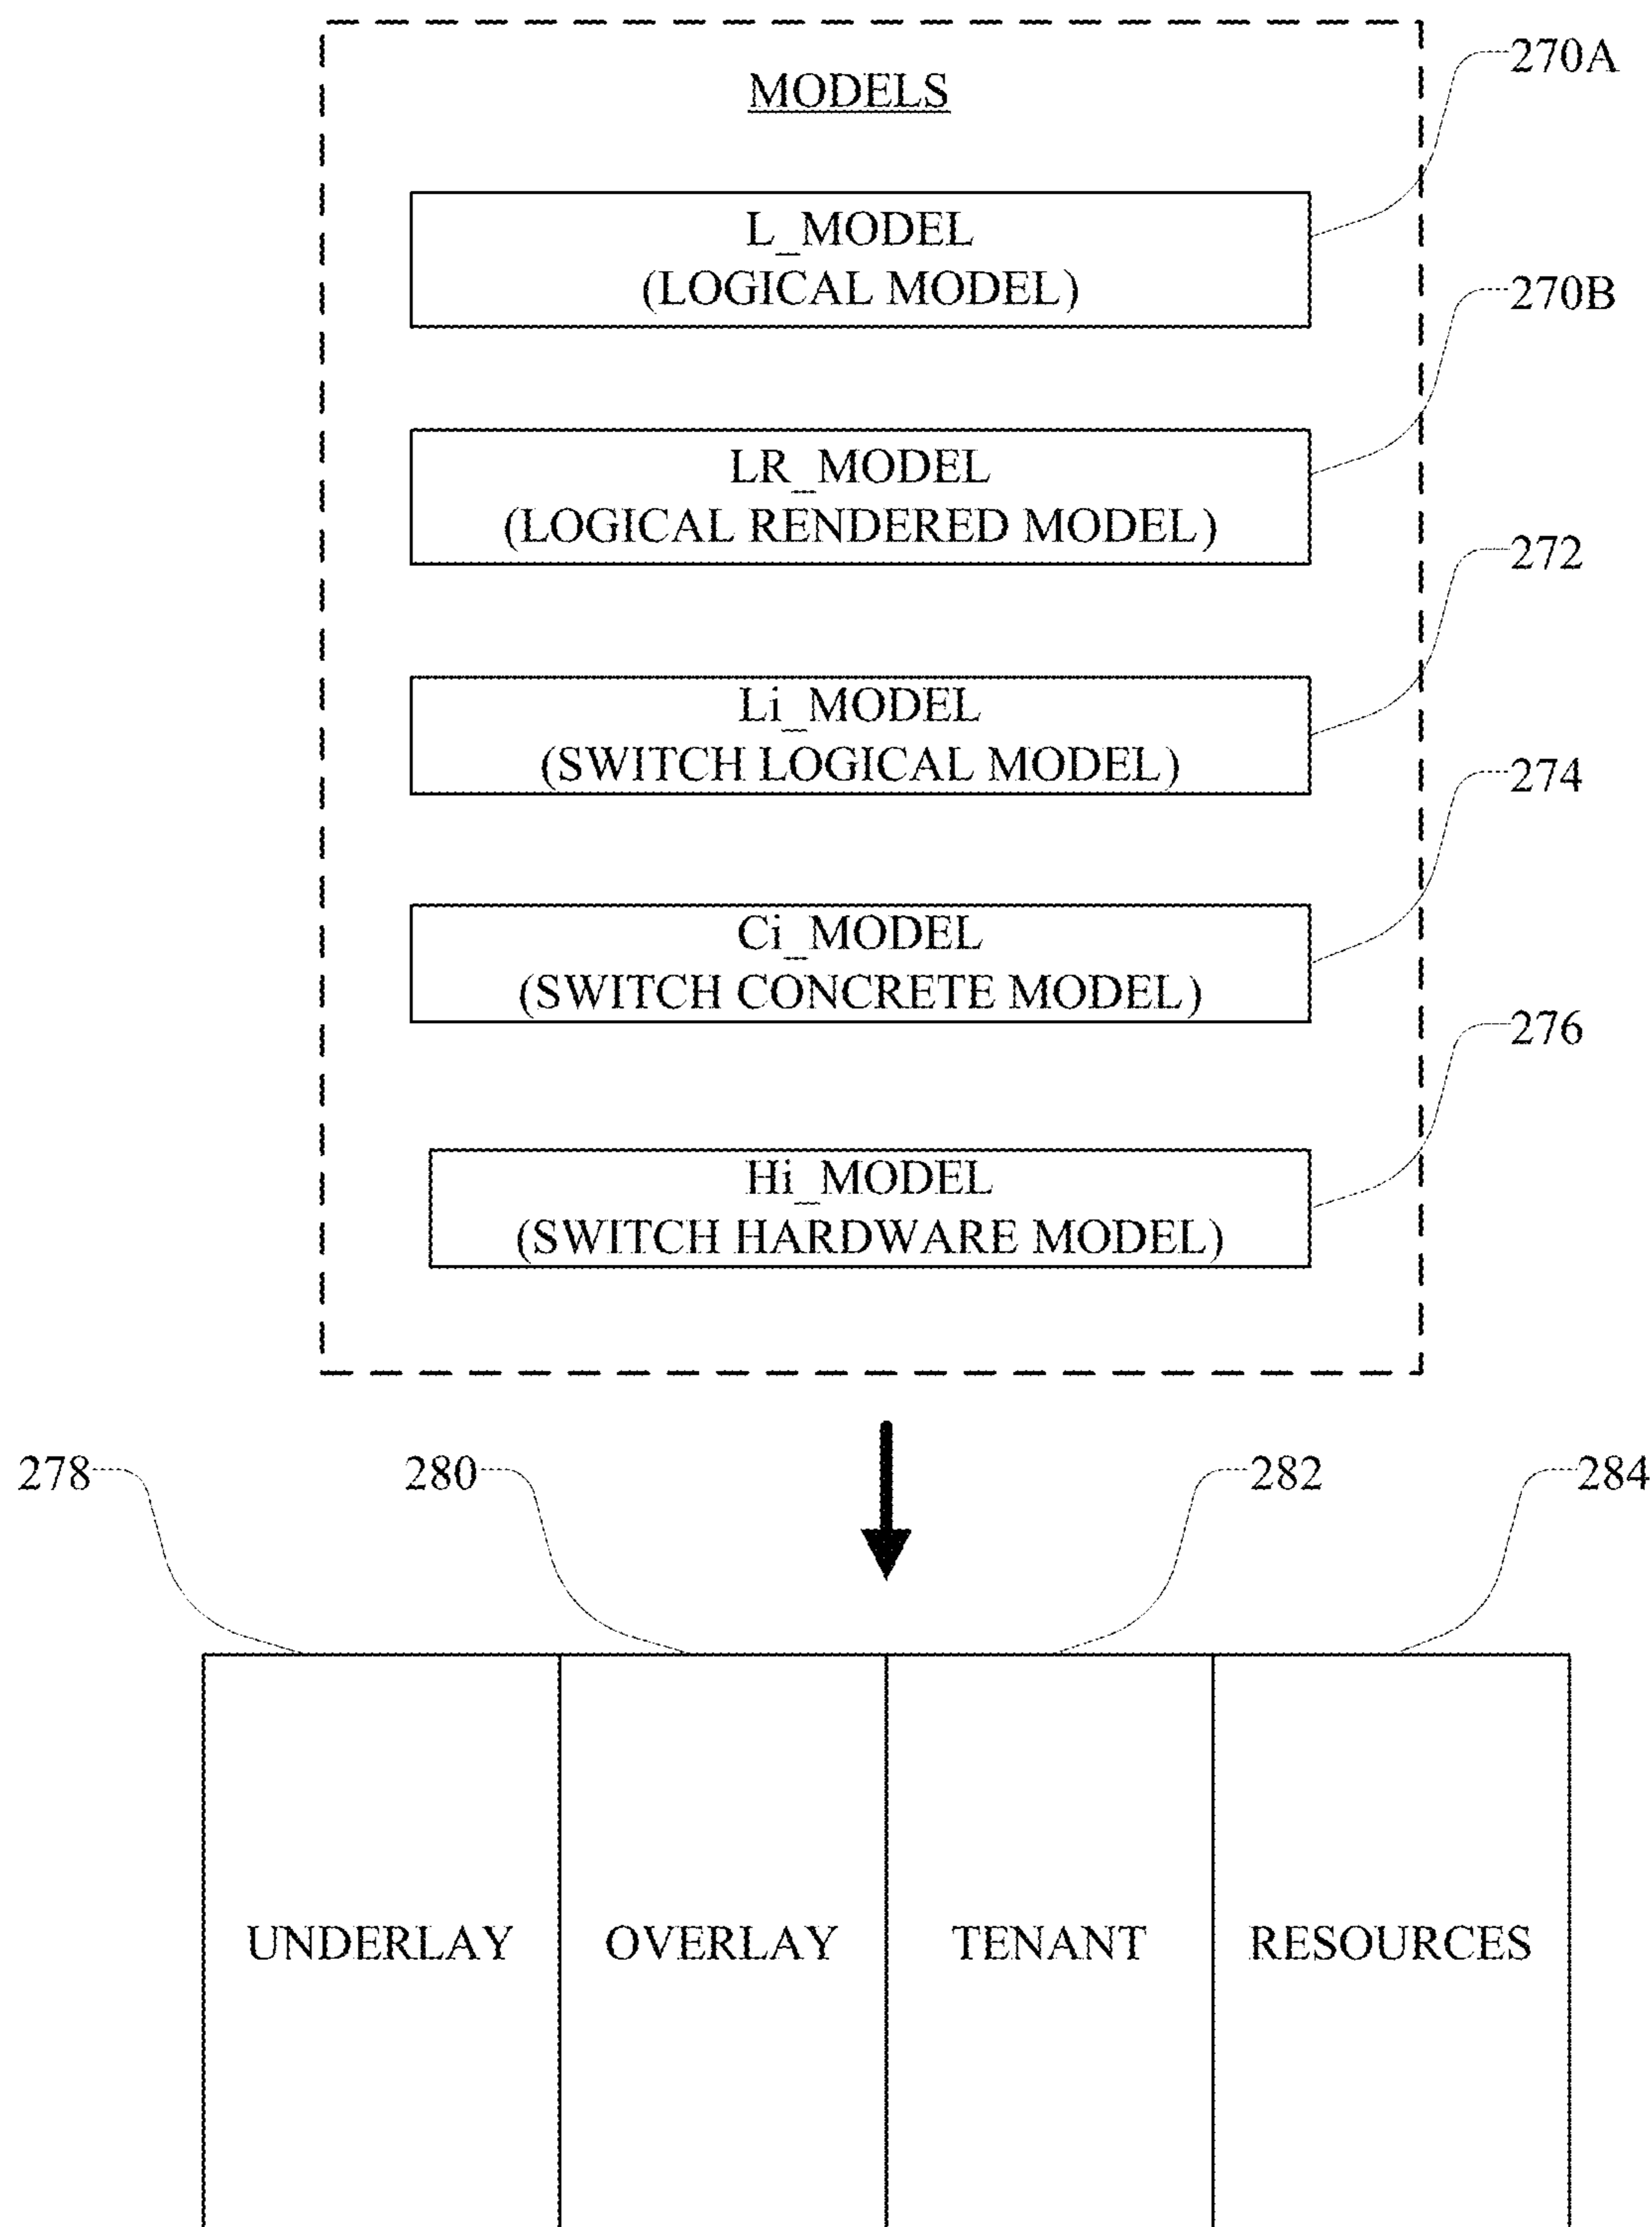 MODELS
270A
L_MODEL
(LOGICAL MODEL)
270B
LR_MODEL
(LOGICAL RENDERED MODEL)
272
Li_MODEL
(SWITCH LOGICAL MODEL)
274
Ci_MODEL
(SWITCH CONCRETE MODEL)
276
Hi_MODEL
(SWITCH HARDWARE MODEL)
278 280 282 284
UNDERLAY OVERLAY TENANT RESOURCES